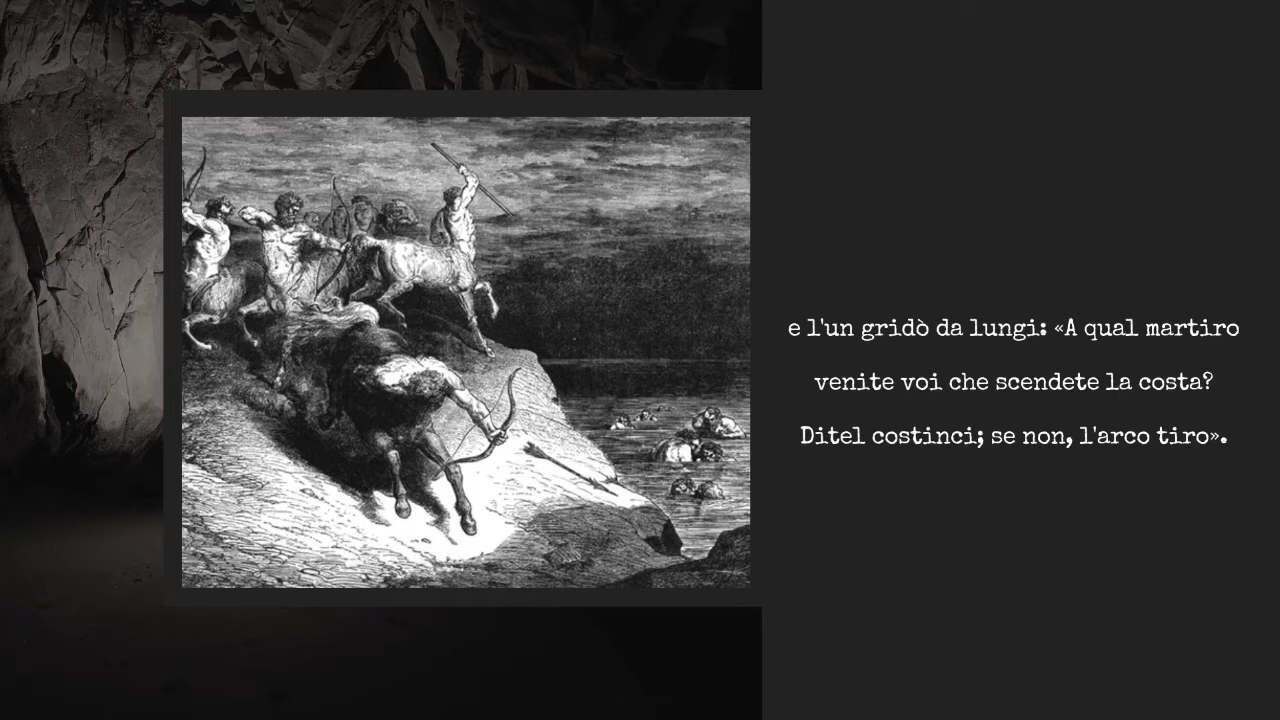 e l'un gridò da lungi: «A qual martiro
venite voi che scendete la costa?
Ditel costinci; se non, l'arco tiro».